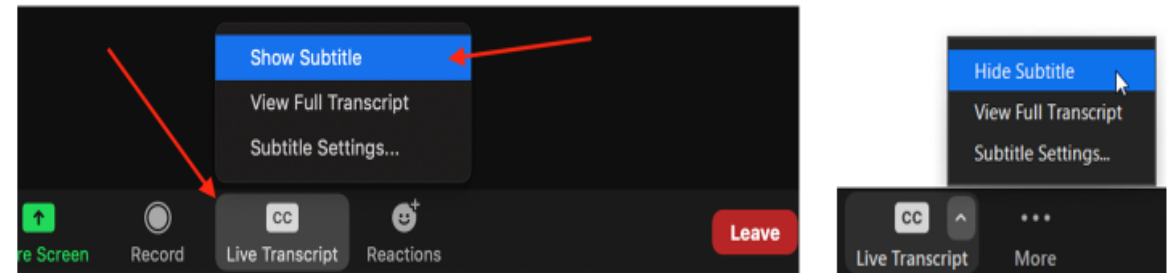 Show Subtitle
View Full Transcript
Subtitle Settings...
CC
re Screen
Record
Live Transcript
Reactions
Leave
Hide Subtitle
View Full Transcript
Subtitle Settings...
CC
Live Transcript
More